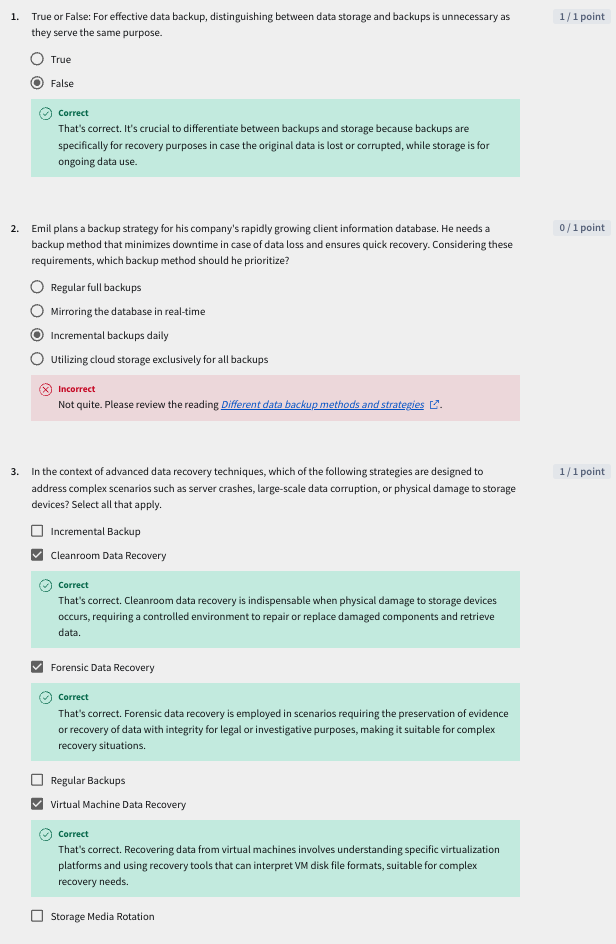 1. True or False: For effective data backup, distinguishing between data storage and backups is unnecessary as
they serve the same purpose.
1 / 1 point
True
False
Correct
That's correct. It's crucial to differentiate between backups and storage because backups are
specifically for recovery purposes in case the original data is lost or corrupted, while storage is for
ongoing data use.
2. Emil plans a backup strategy for his company's rapidly growing client information database. He needs a
backup method that minimizes downtime in case of data loss and ensures quick recovery. Considering these
requirements, which backup method should he prioritize?
0 / 1 point
Regular full backups
Mirroring the database in real-time
Incremental backups daily
Utilizing cloud storage exclusively for all backups
Incorrect
Not quite. Please review the reading Different data backup methods and strategies .
3. In the context of advanced data recovery techniques, which of the following strategies are designed to
address complex scenarios such as server crashes, large-scale data corruption, or physical damage to storage
devices? Select all that apply.
1 / 1 point
Incremental Backup
Cleanroom Data Recovery
Correct
That's correct. Cleanroom data recovery is indispensable when physical damage to storage devices
occurs, requiring a controlled environment to repair or replace damaged components and retrieve
data.
Forensic Data Recovery
Correct
That's correct. Forensic data recovery is employed in scenarios requiring the preservation of evidence
or recovery of data with integrity for legal or investigative purposes, making it suitable for complex
recovery situations.
Regular Backups
Virtual Machine Data Recovery
Correct
That's correct. Recovering data from virtual machines involves understanding specific virtualization
platforms and using recovery tools that can interpret VM disk file formats, suitable for complex
recovery needs.
Storage Media Rotation